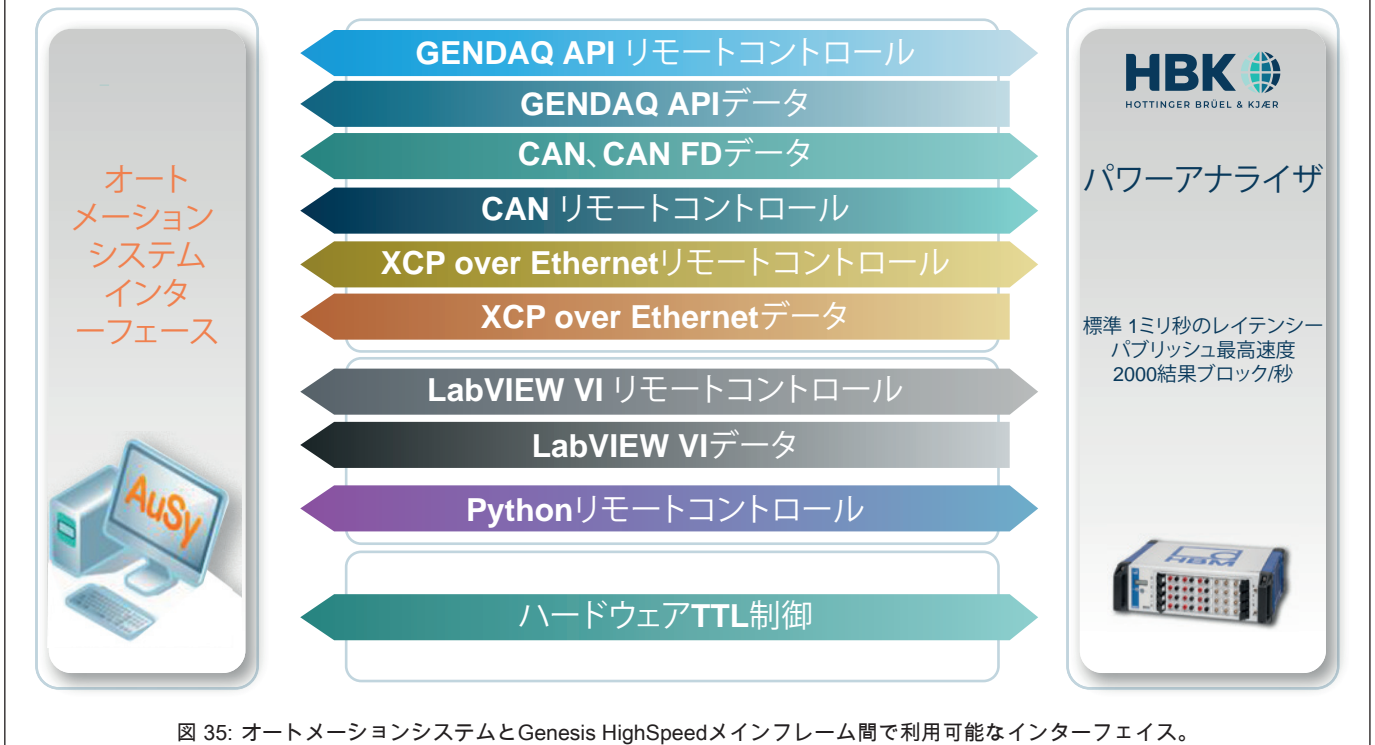 オート
メーション
システム
インタ
ーフェース
AuSy
GENDAQ API リモートコントロール
GENDAQ APIデータ
CAN、CAN FDデータ
CAN リモートコントロール
XCP over Ethernetリモートコントロール
XCP over Ethernetデータ
LabVIEW VI リモートコントロール
LabVIEW VIデータ
Pythonリモートコントロール
ハードウェアTTL制御
HBK
HOTTINGER BRÜEL & KJÆR
パワーアナライザ
標準 1ミリ秒のレイテンシー
パブリッシュ最高速度
2000結果ブロック/秒
HBM
図 35: オートメーションシステムとGenesis HighSpeedメインフレーム間で利用可能なインターフェイス。